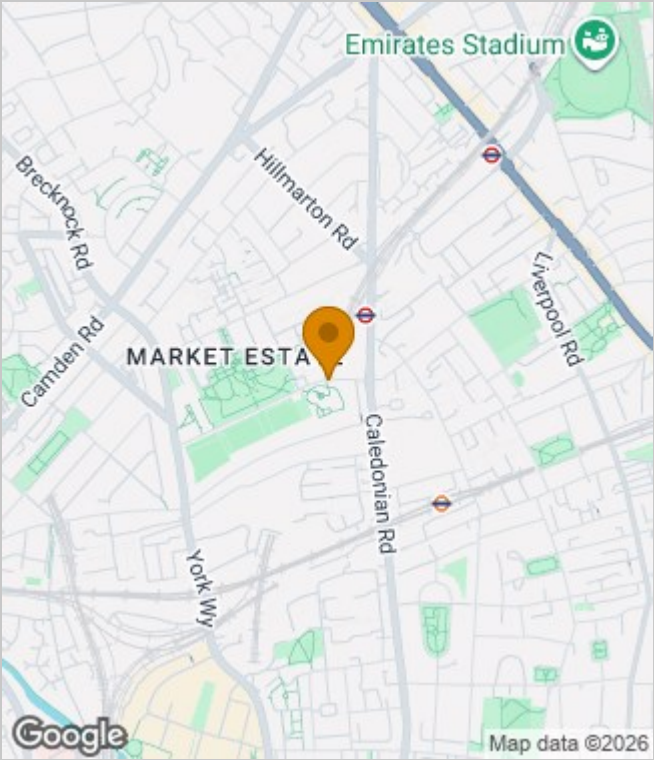 Emirates Stadium
Brecknock Rd
Hillmarton Rd
Liverpool Rd
Camden Rd
MARKET ESTA
Caledonian Rd
York Wy
Google
Map data ©2026